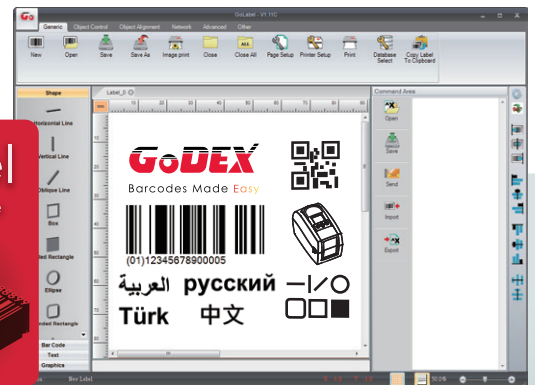 Go
GoLabel - V1.11C
Generic Object Control Object Alignment Network Advanced Other
New Open Save Save As Image print Close Close All Page Setup Printer Setup Print Database Select Copy Label To Clipboard
ALL
Shape
Label_0
Command Area
Horizontal Line
Vertical Line
Oblique Line
Box
Ellipse
Bar Code
Text
Graphics
GoDEX
Barcodes Made Easy
(01)12345678900005
العربية русский
Türk 中文
Open
Save
Send
Import
Export
el
e
New Label